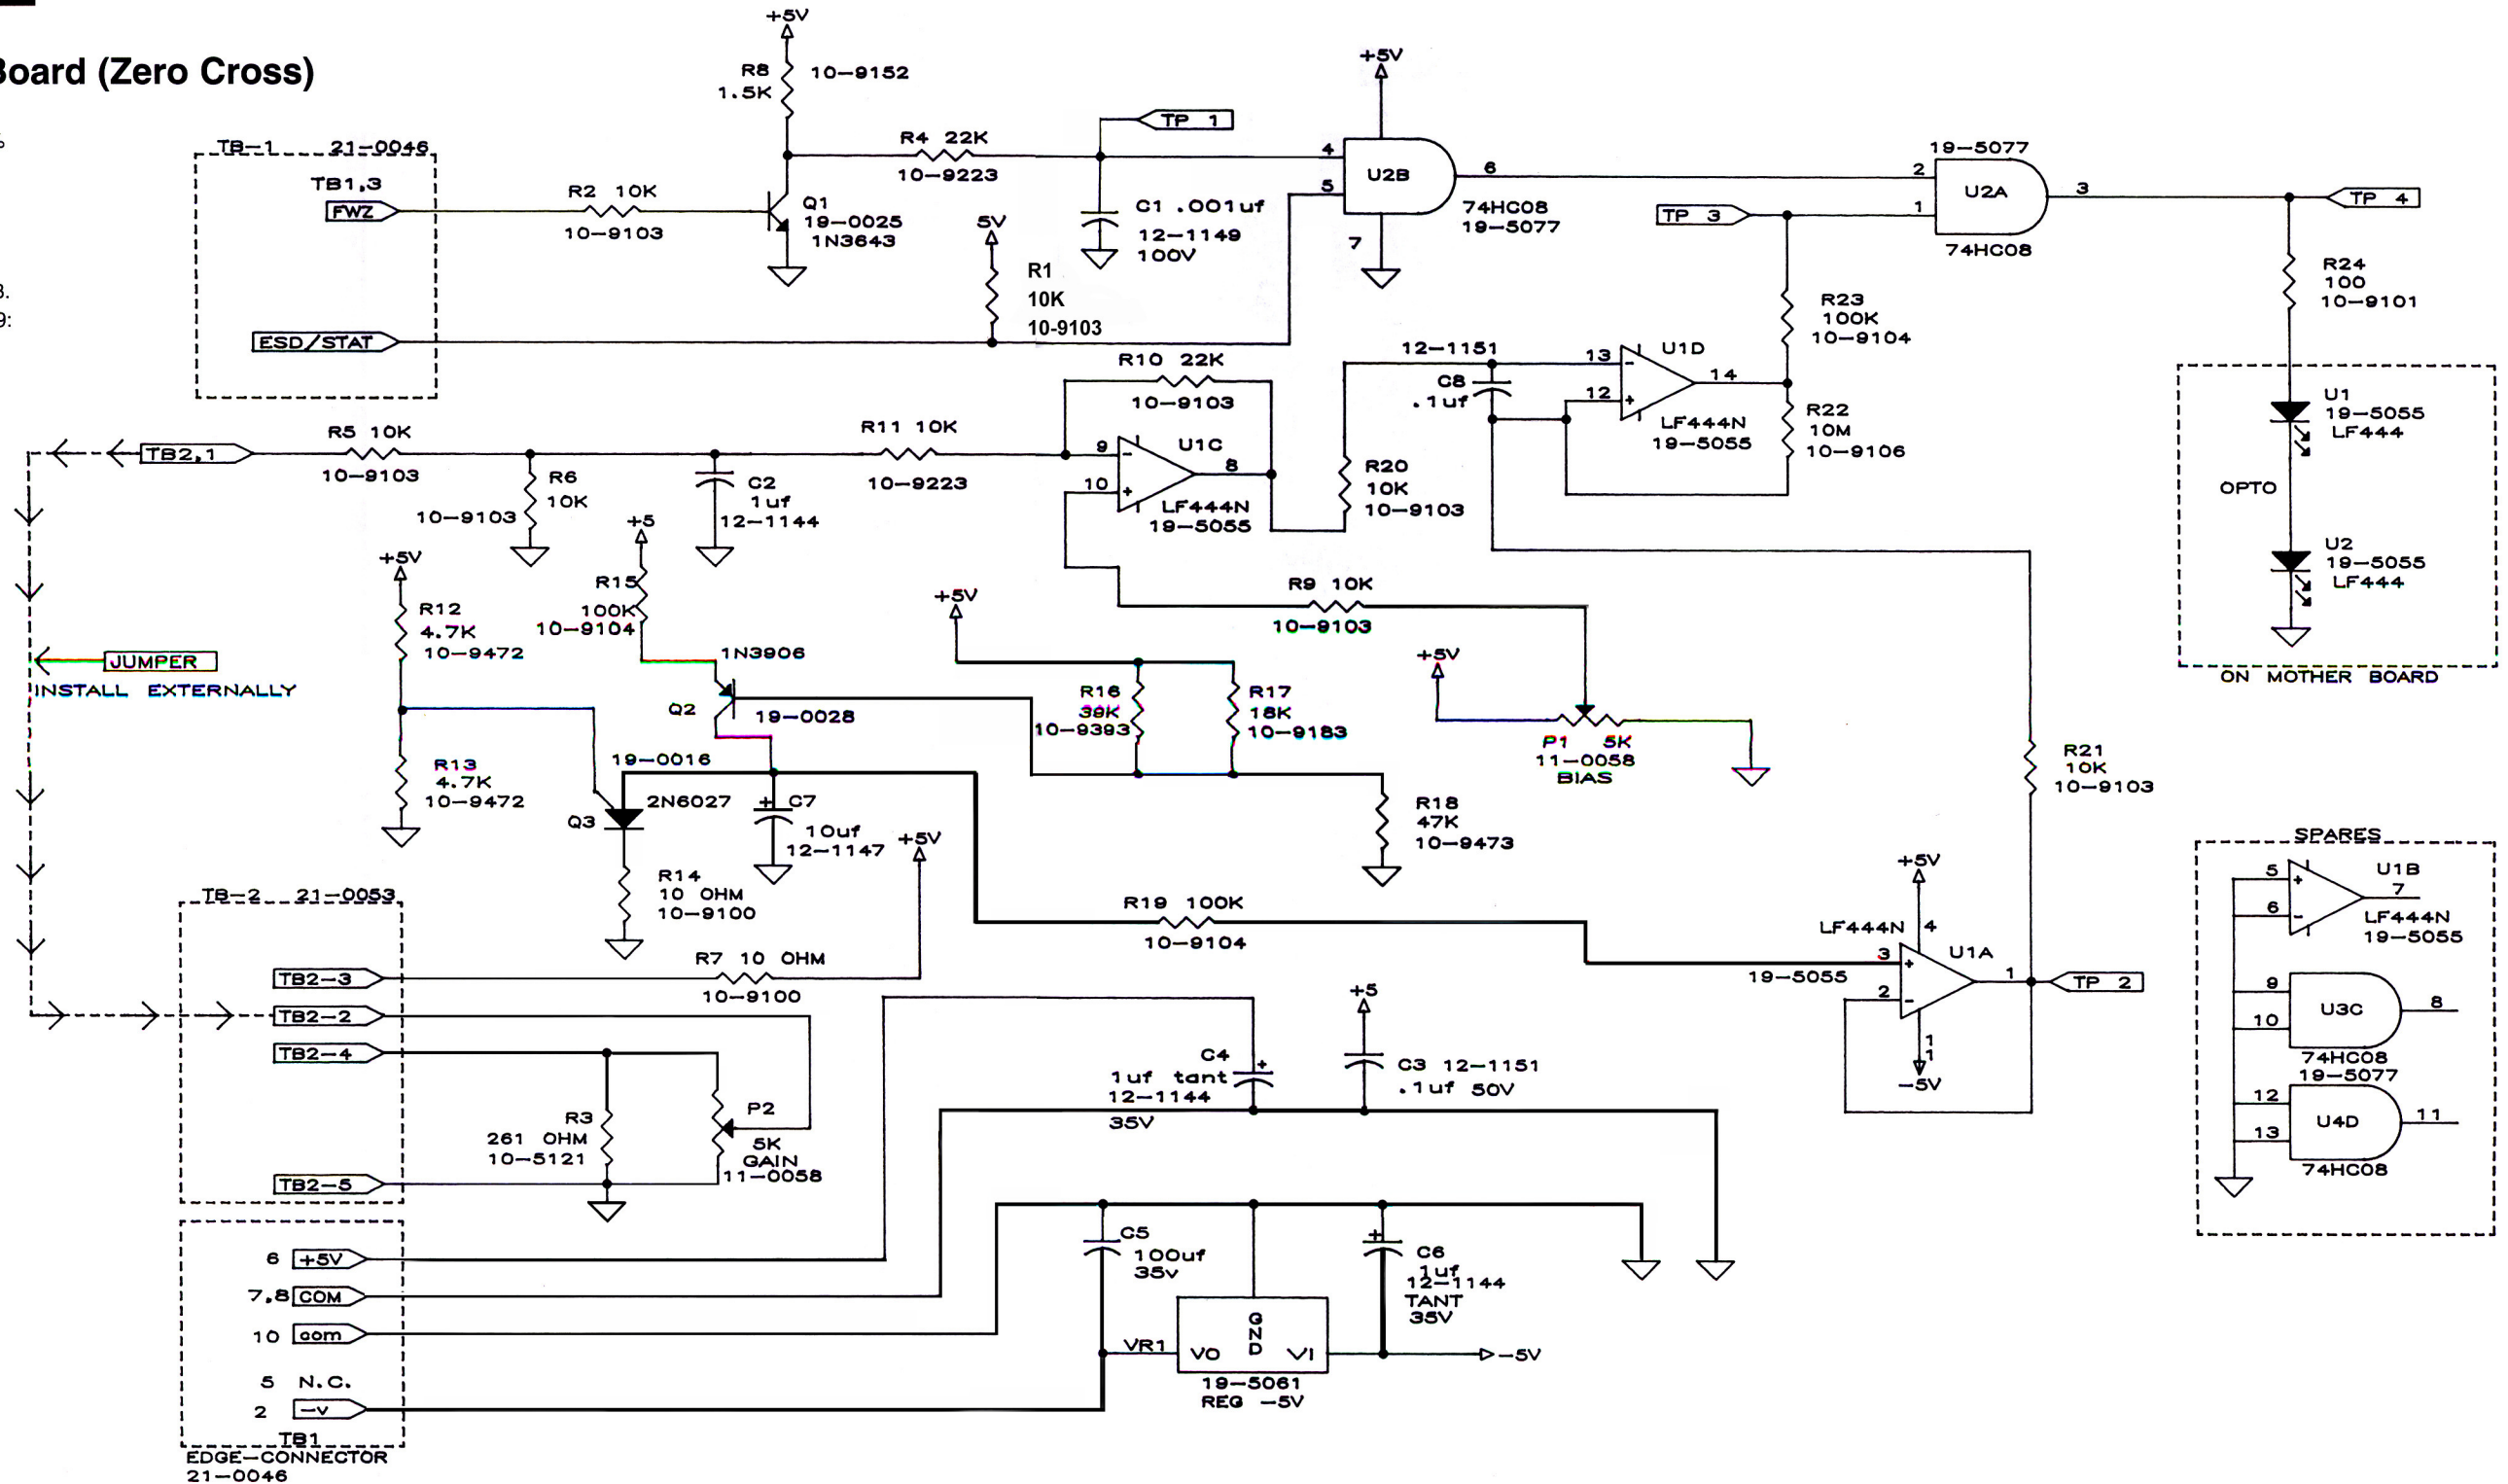 Board (Zero Cross)
3.
9:
TB-1 21-0046
TB1,3
FWZ
ESD/STAT
R2 10K
10-9103
+5V
R8
1.5K
10-9152
Q1
19-0025
1N3643
R4 22K
10-9223
TP 1
C1 .001uf
12-1149
100V
5V
R1
10K
10-9103
+5V
4
5
U2B
6
7
74HC08
19-5077
19-5077
2
1
U2A
3
74HC08
TP 3
TP 4
R24
100
10-9101
R23
100K
10-9104
R22
10M
10-9106
12-1151
C8
.1uf
13
12
-
+
14
U1D
LF444N
19-5055
U1
19-5055
LF444
OPTO
U2
19-5055
LF444
ON MOTHER BOARD
TB2,1
R5 10K
10-9103
R6
10K
10-9103
C2
1uf
12-1144
R11 10K
10-9223
R10 22K
10-9103
9
10
-
+
8
U1C
LF444N
19-5055
R20
10K
10-9103
R9 10K
10-9103
JUMPER
INSTALL EXTERNALLY
+5V
R12
4.7K
10-9472
R13
4.7K
10-9472
+5
R15
100K
10-9104
1N3906
Q2
19-0028
19-0016
2N6027
Q3
R14
10 OHM
10-9100
+
C7
10uf
12-1147
+5V
R16
39K
10-9393
R17
18K
10-9183
R18
47K
10-9473
+5V
P1 5K
11-0058
BIAS
R21
10K
10-9103
R19 100K
10-9104
+5V
LF444N
4
3
2
+
-
1
U1A
19-5055
1
1
-5V
TP 2
TB-2 21-0053
TB2-3
TB2-2
TB2-4
TB2-5
R7 10 OHM
10-9100
+5V
R3
261 OHM
10-5121
P2
5K
GAIN
11-0058
C4
+
1uf tant
12-1144
35V
+5
C3 12-1151
.1uf 50V
SPARES
5
6
+
-
U1B
7
LF444N
19-5055
9
10
U3C
8
74HC08
19-5077
12
13
U4D
11
74HC08
6 +5V
7,8 COM
10 com
5 N.C.
2 -v
TB1
EDGE-CONNECTOR
21-0046
C5
100uf
35v
+
C6
1uf
12-1144
TANT
35V
VR1
VO
GND
VI
-5V
19-5061
REG -5V